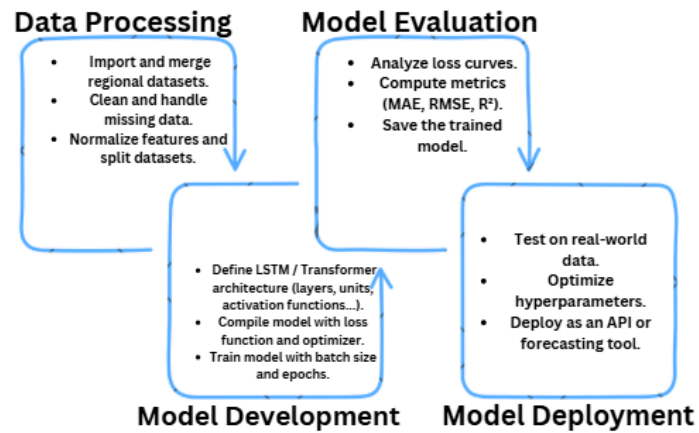 Data Processing
Import and merge
regional datasets.
Clean and handle
missing data.
Normalize features and
split datasets.
Model Development
Define LSTM / Transformer
architecture (layers, units,
activation functions...).
Compile model with loss
function and optimizer.
Train model with batch size
and epochs.
Model Evaluation
Analyze loss curves.
Compute metrics
(MAE, RMSE, R²).
Save the trained
model.
Model Deployment
Test on real-world
data.
Optimize
hyperparameters.
Deploy as an API or
forecasting tool.